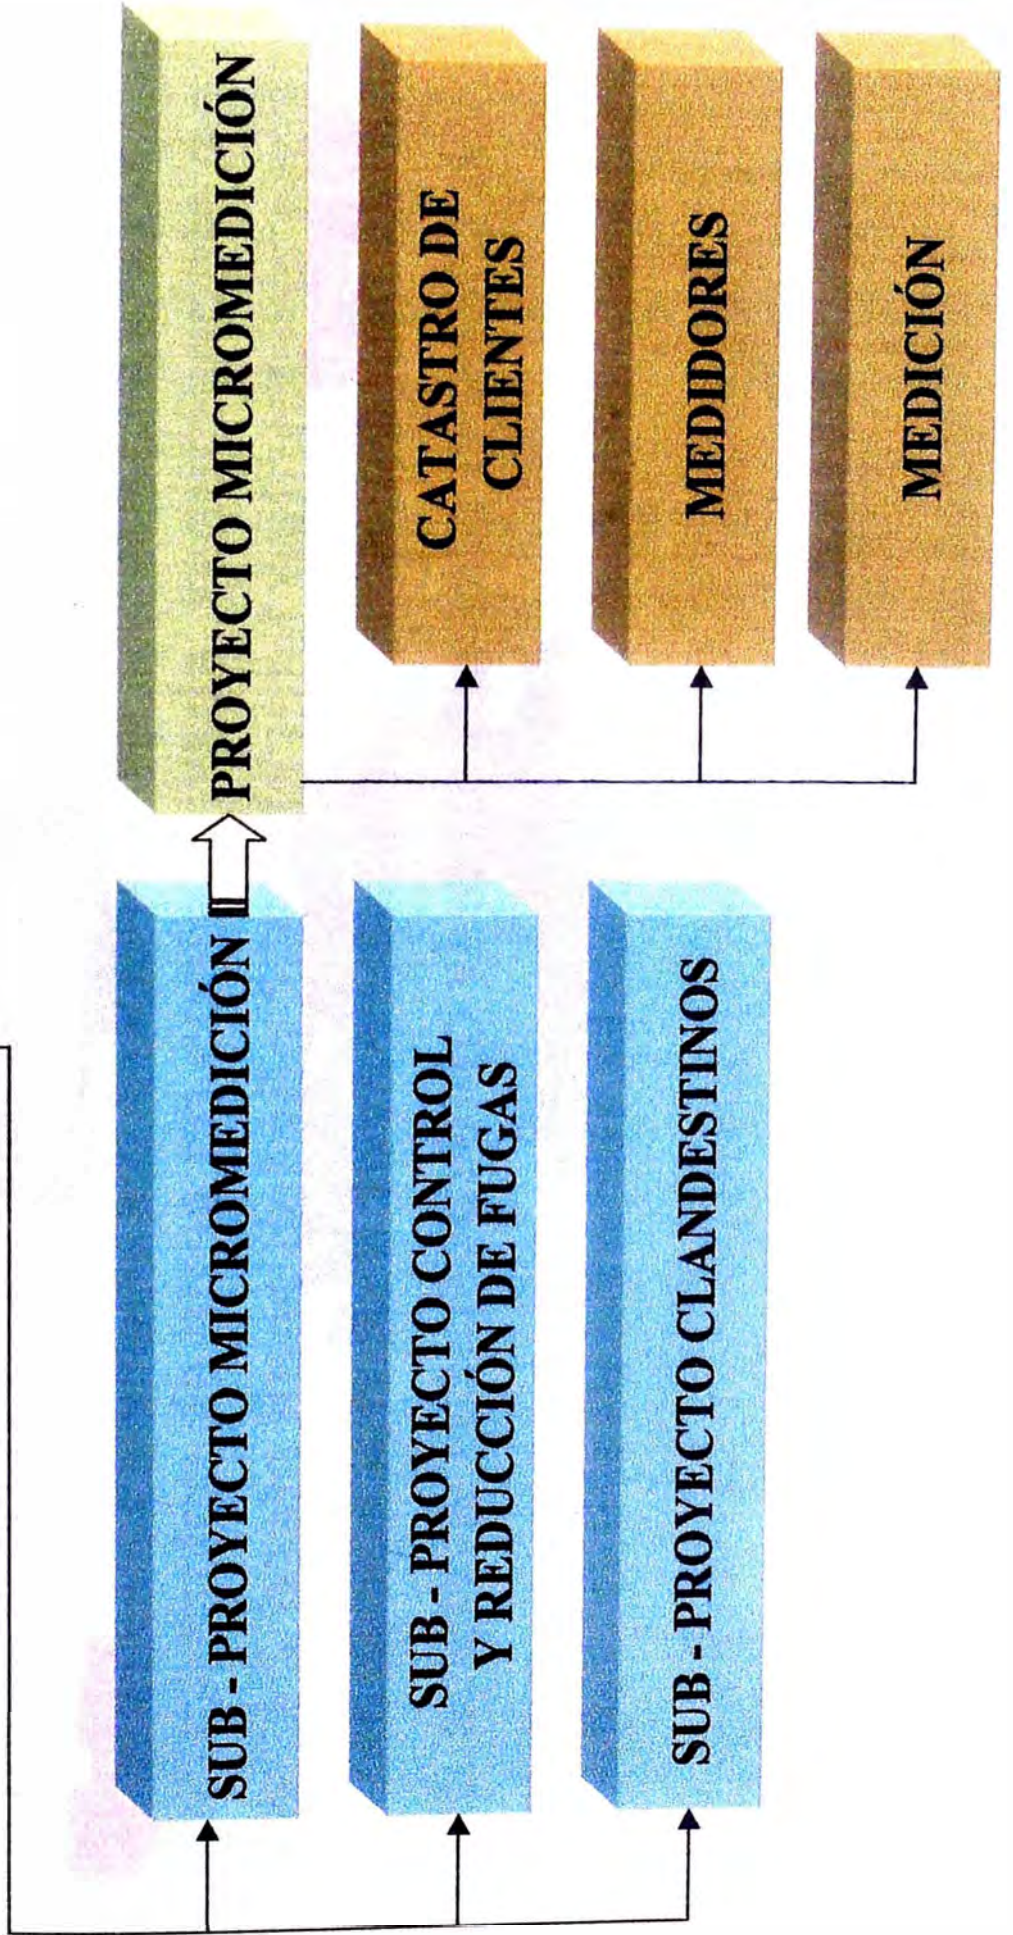 SUB - PROYECTO MICROMEDICIÓN
PROYECTO MICROMEDICIÓN
SUB - PROYECTO CONTROL
Y REDUCCIÓN DE FUGAS
SUB - PROYECTO CLANDESTINOS
CATASTRO DE
CLIENTES
MEDIDORES
MEDICIÓN